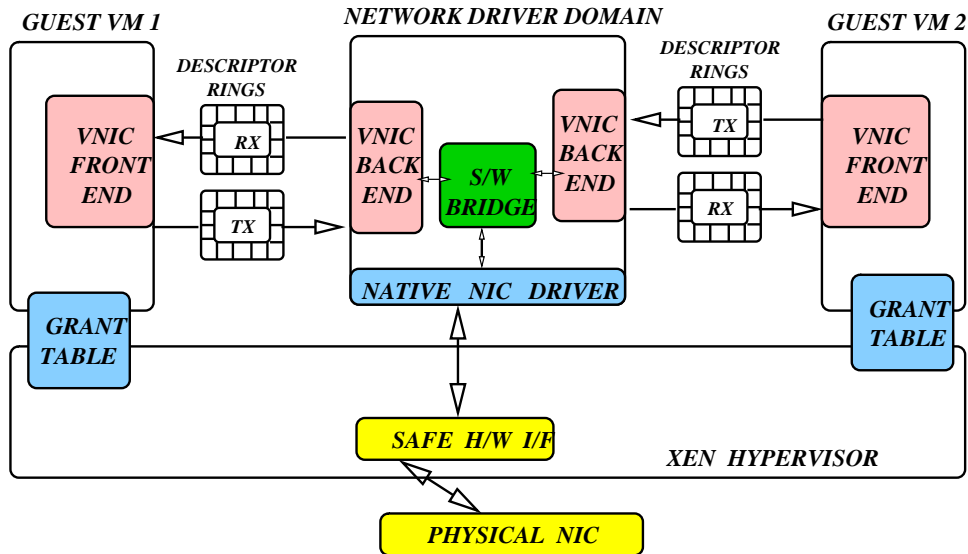 GUEST VM 1
NETWORK DRIVER DOMAIN
GUEST VM 2
DESCRIPTOR
RINGS
DESCRIPTOR
RINGS
VNIC
FRONT
END
RX
TX
VNIC
BACK
END
S/W
BRIDGE
VNIC
BACK
END
TX
RX
VNIC
FRONT
END
NATIVE NIC DRIVER
GRANT
TABLE
GRANT
TABLE
SAFE H/W I/F
XEN HYPERVISOR
PHYSICAL NIC